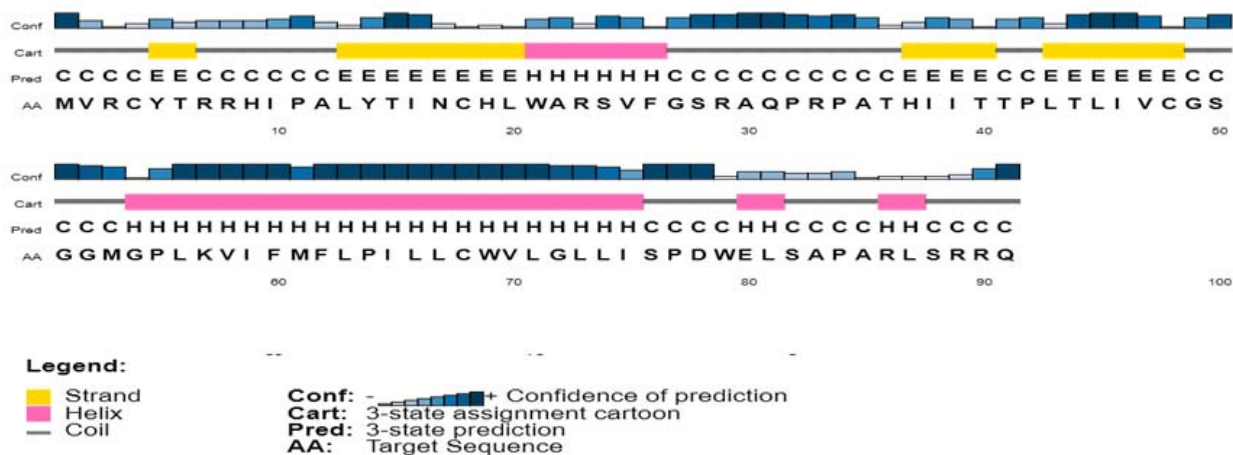 Conf
Cart
Pred C C C C E E C C C C C C E E E E E E E E H H H H H H C C C C C C C C C C E E E E C C E E E E E E C C
AA M V R C Y T R R H I P A L Y T I N C H L W A R S V F G S R A Q P R P A T H I I T T P L T L I V C G S
10 20 30 40 50
Conf
Cart
Pred C C C H H H H H H H H H H H H H H H H H H H H H H C C C C H H C C C C H H C C C C
AA G G M G P L K V I F M F L P I L L C W V L G L L I S P D W E L S A P A R L S R R Q
60 70 80 90 100
Legend:
Strand
Helix
Coil
Conf: - + Confidence of prediction
Cart: 3-state assignment cartoon
Pred: 3-state prediction
AA: Target Sequence